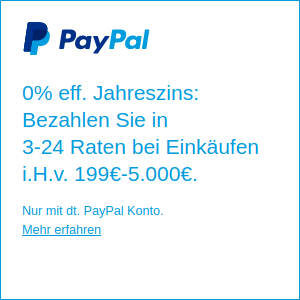 PayPal
0% eff. Jahreszins:
Bezahlen Sie in
3-24 Raten bei Einkäufen
i.H.v. 199€-5.000€.
Nur mit dt. PayPal Konto.
Mehr erfahren